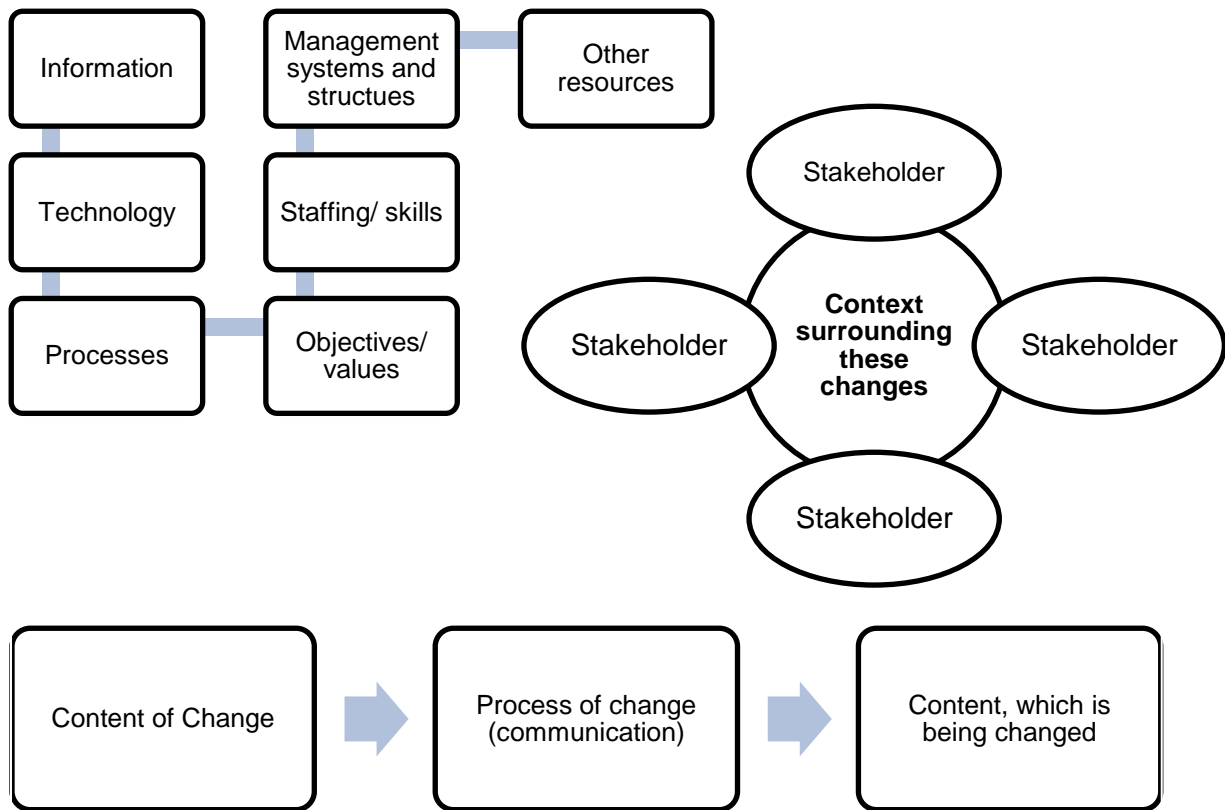 Information
Management
systems and
structues
Other
resources
Technology
Staffing/ skills
Processes
Objectives/
values
Stakeholder
Stakeholder
Context
surrounding
these
changes
Stakeholder
Stakeholder
Content of Change
Process of change
(communication)
Content, which is
being changed